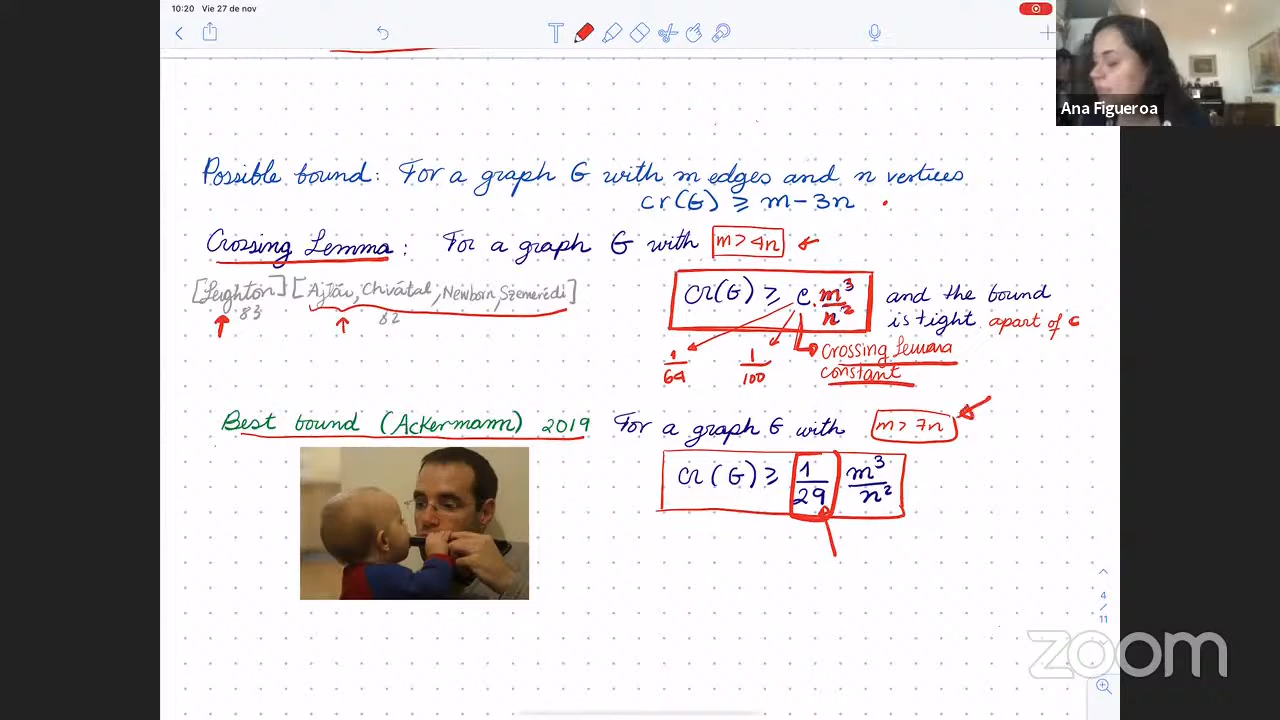 10:20 Vie 27 de nov
Ana Figueroa
Possible bound: For a graph G with m edges and n vertices
cr(G) ≥ m - 3n
Crossing Lemma: For a graph G with m > 4n
[Leighton] [Ajtái, Chivátal, Newborn, Szemerédi]
83 82
cr(G) ≥ c. m³/n² and the bound
is tight apart of c
1/64 1/100 Crossing lemma
constant
Best bound (Ackermann) 2019 For a graph G with m > 7n
cr(G) ≥ 1/29 m³/n²
4
/
11
zoom